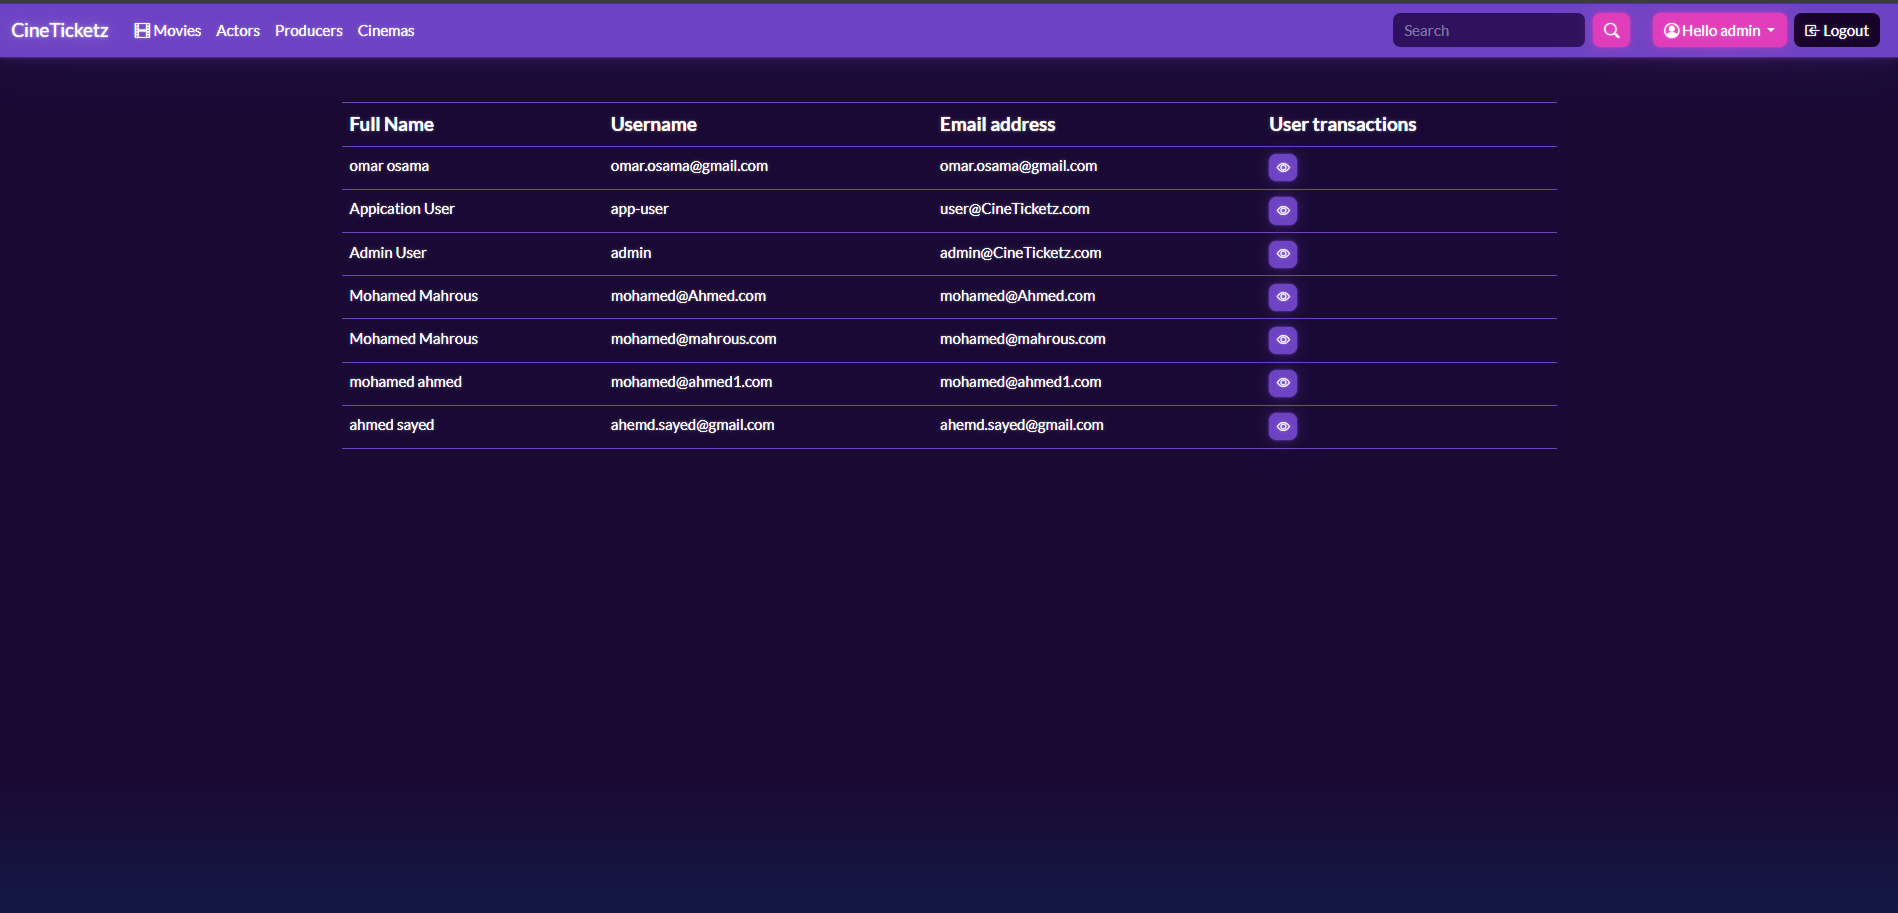 CineTicketz Movies Actors Producers Cinemas Search Hello admin Logout
Full Name Username Email address User transactions
omar osama omar.osama@gmail.com omar.osama@gmail.com
Appication User app-user user@CineTicketz.com
Admin User admin admin@CineTicketz.com
Mohamed Mahrous mohamed@Ahmed.com mohamed@Ahmed.com
Mohamed Mahrous mohamed@mahrous.com mohamed@mahrous.com
mohamed ahmed mohamed@ahmed1.com mohamed@ahmed1.com
ahmed sayed ahemd.sayed@gmail.com ahemd.sayed@gmail.com